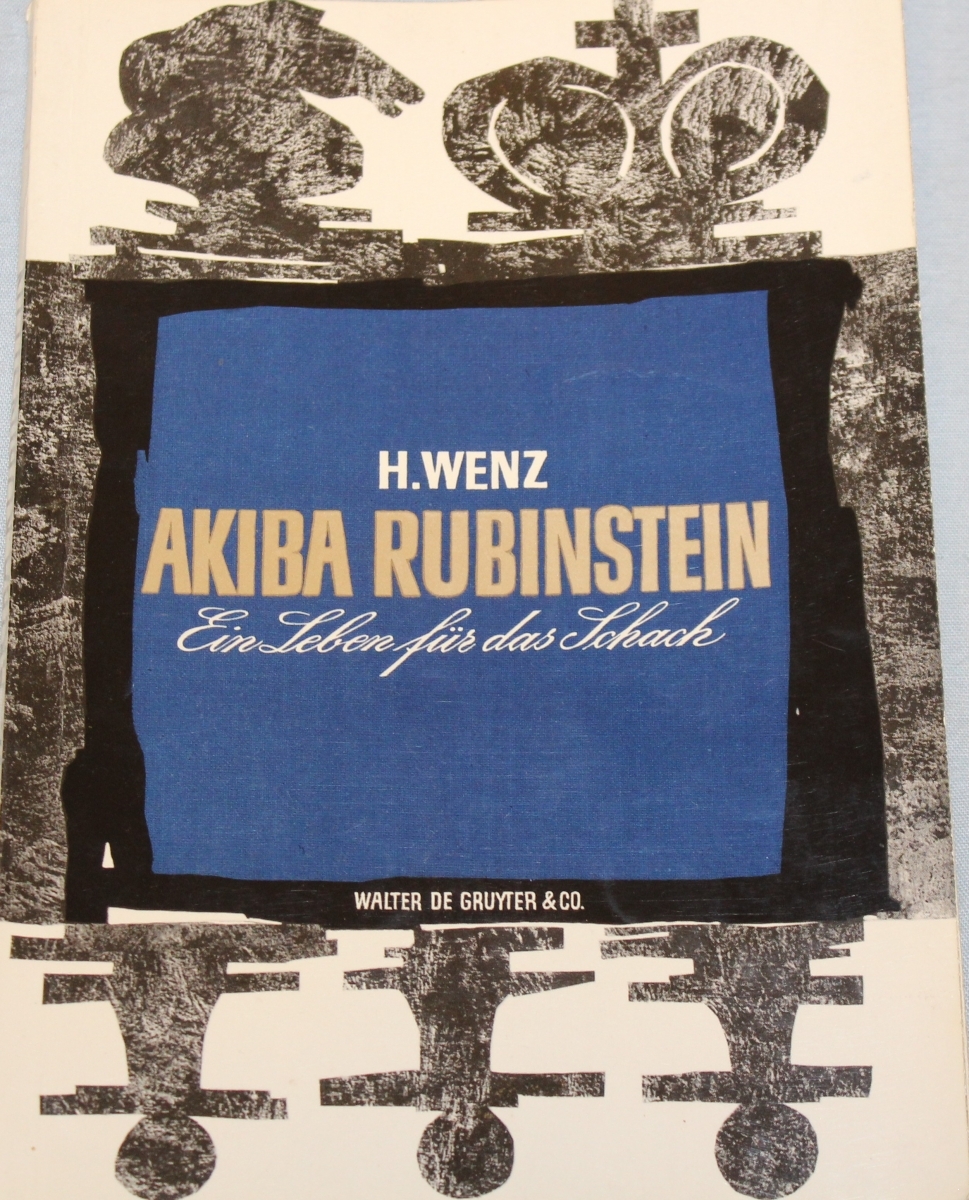 H.WENZ
AKIBA RUBINSTEIN
Ein Leben für das Schach
WALTER DE GRUYTER & CO.